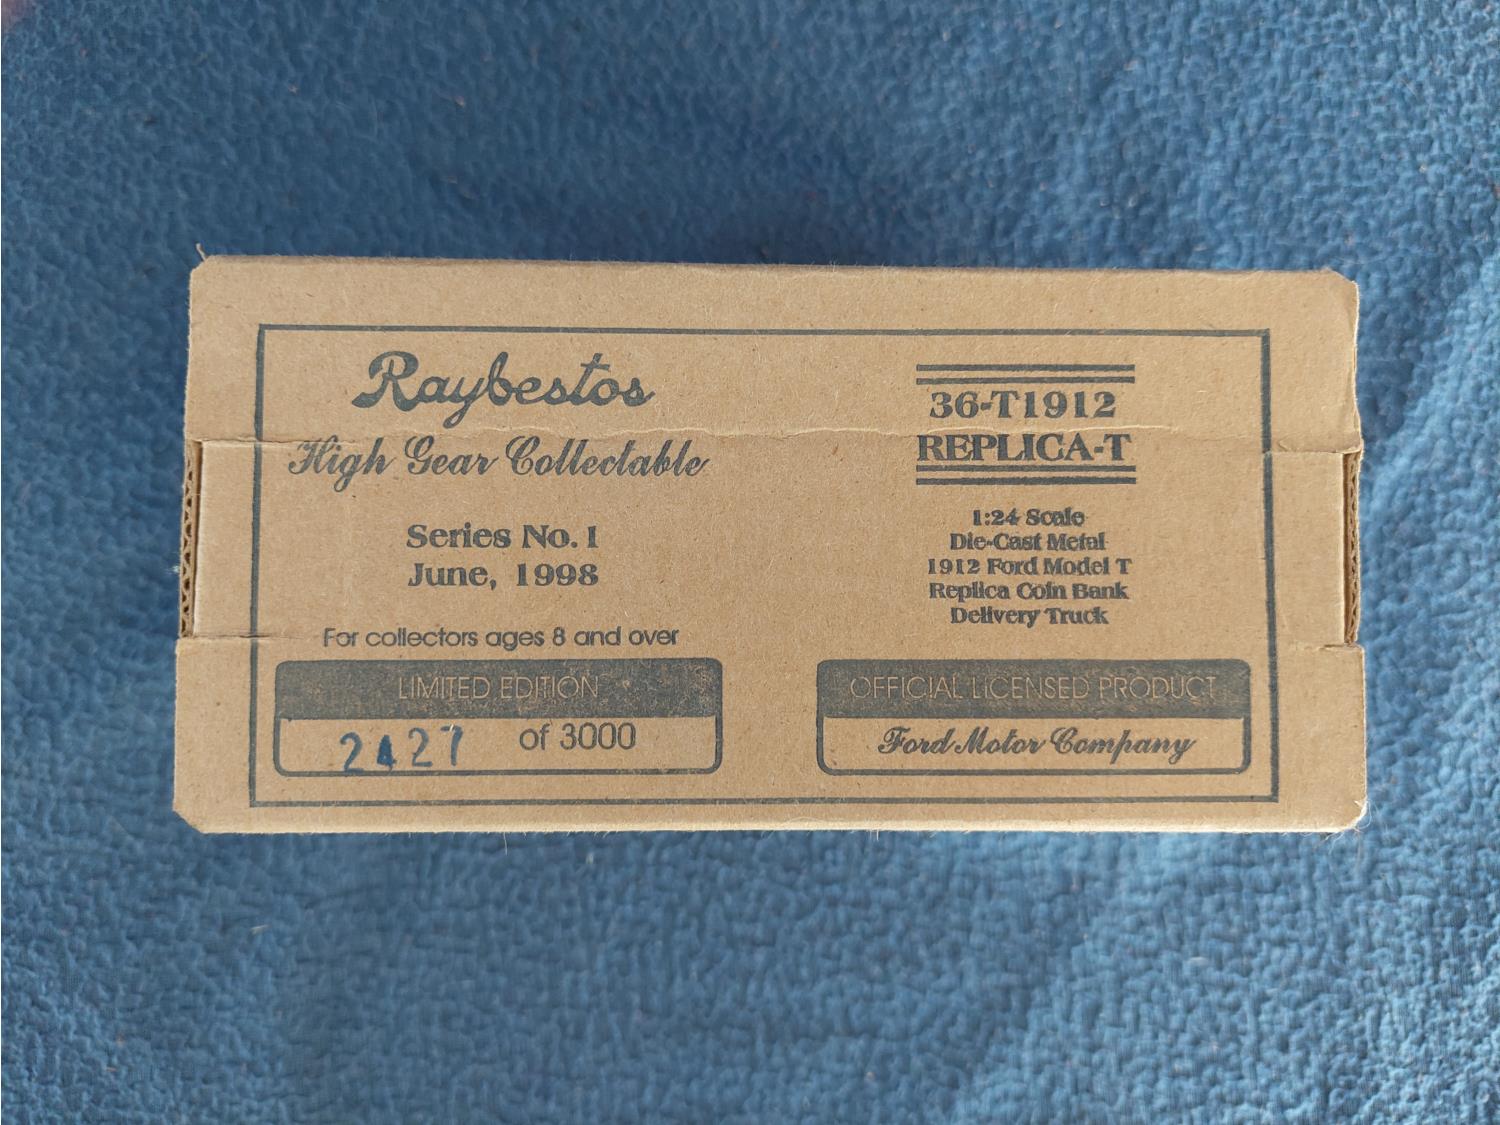 Raybestos
High Gear Collectable
Series No. 1
June, 1998
For collectors ages 8 and over
LIMITED EDITION
2427 of 3000
36-T1912
REPLICA-T
1:24 Scale
Die-Cast Metal
1912 Ford Model T
Replica Coin Bank
Delivery Truck
OFFICIAL LICENSED PRODUCT
Ford Motor Company